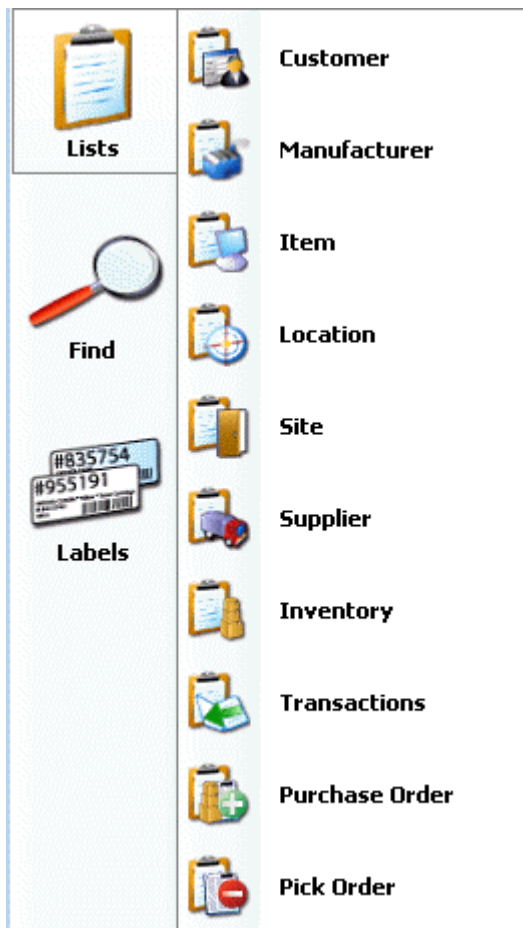 Lists
Find
#835754
#955191
Labels
Customer
Manufacturer
Item
Location
Site
Supplier
Inventory
Transactions
Purchase Order
Pick Order